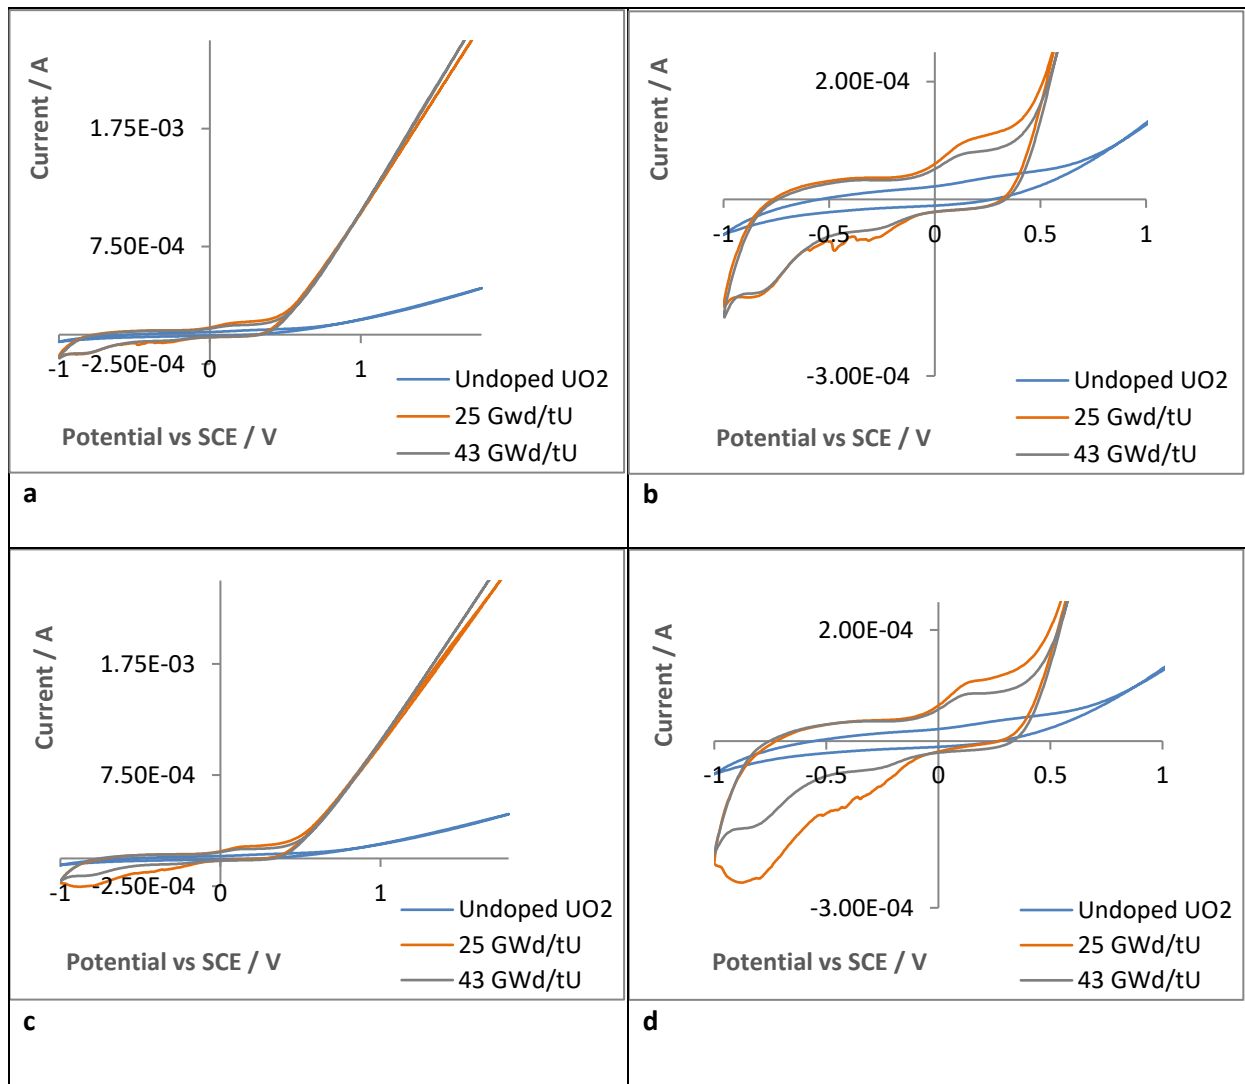 Current / A
1.75E-03
7.50E-04
-2.50E-04
-1 0 1
Potential vs SCE / V
Undoped UO2
25 Gwd/tU
43 GWd/tU
a
Current / A
2.00E-04
-1 -0.5 0 0.5 1
-3.00E-04
Potential vs SCE / V
Undoped UO2
25 GWd/tU
43 GWd/tU
b
Current / A
1.75E-03
7.50E-04
-2.50E-04
-1 0 1
Potential vs SCE / V
Undoped UO2
25 GWd/tU
43 GWd/tU
c
Current / A
2.00E-04
-1 -0.5 0 0.5 1
-3.00E-04
Potential vs SCE / V
Undoped UO2
25 GWd/tU
43 GWd/tU
d